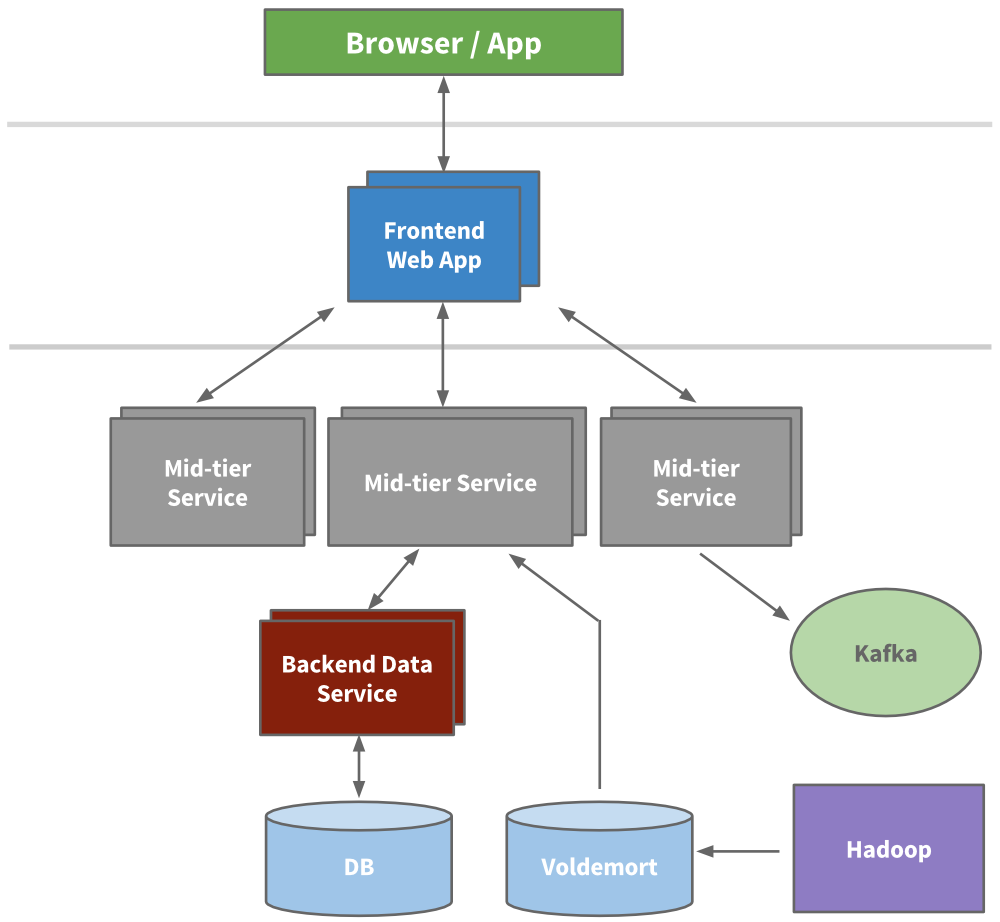 Browser / App
Frontend
Web App
Mid-tier
Service
Mid-tier Service
Mid-tier
Service
Backend Data
Service
Kafka
DB
Voldemort
Hadoop